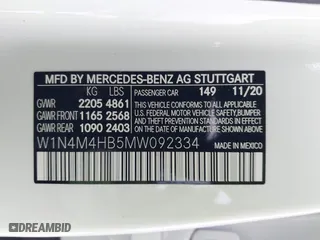 MFD BY MERCEDES-BENZ AG STUTTGART
KG LBS PASSENGER CAR 149 11/20
GVWR 2205 4861
GAWR FRONT 1165 2568
GAWR REAR 1090 2403
THIS VEHICLE CONFORMS TO ALL APPLICABLE
U.S. FEDERAL MOTOR VEHICLE SAFETY, BUMPER,
AND THEFT PREVENTION STANDARDS IN EFFECT
ON THE DATE OF MANUFACTURE SHOWN ABOVE.
W1N4M4HB5MW092334
MADE IN MEXICO
DREAMBID
DREAMBID.COM